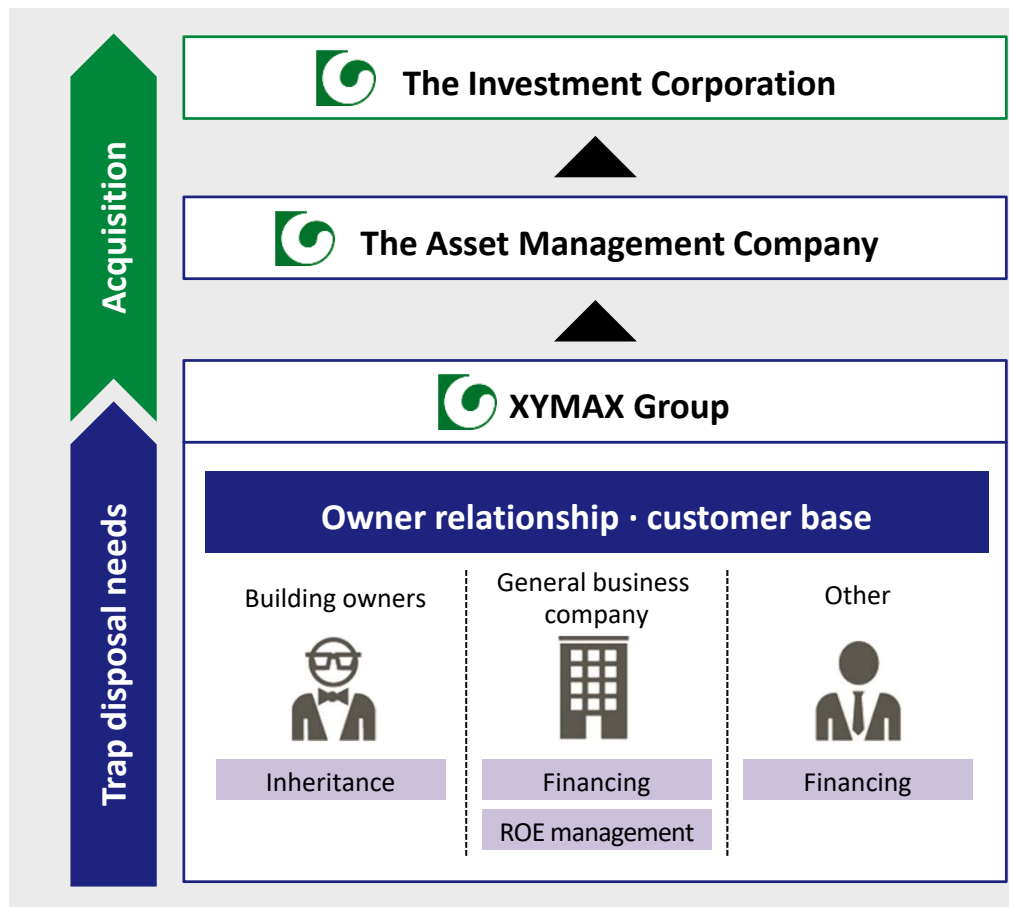 The Investment Corporation
The Asset Management Company
Acquisition
XYMAX Group
Trap disposal needs
Owner relationship · customer base
Building owners
General business
company
Other
Inheritance
Financing
ROE management
Financing